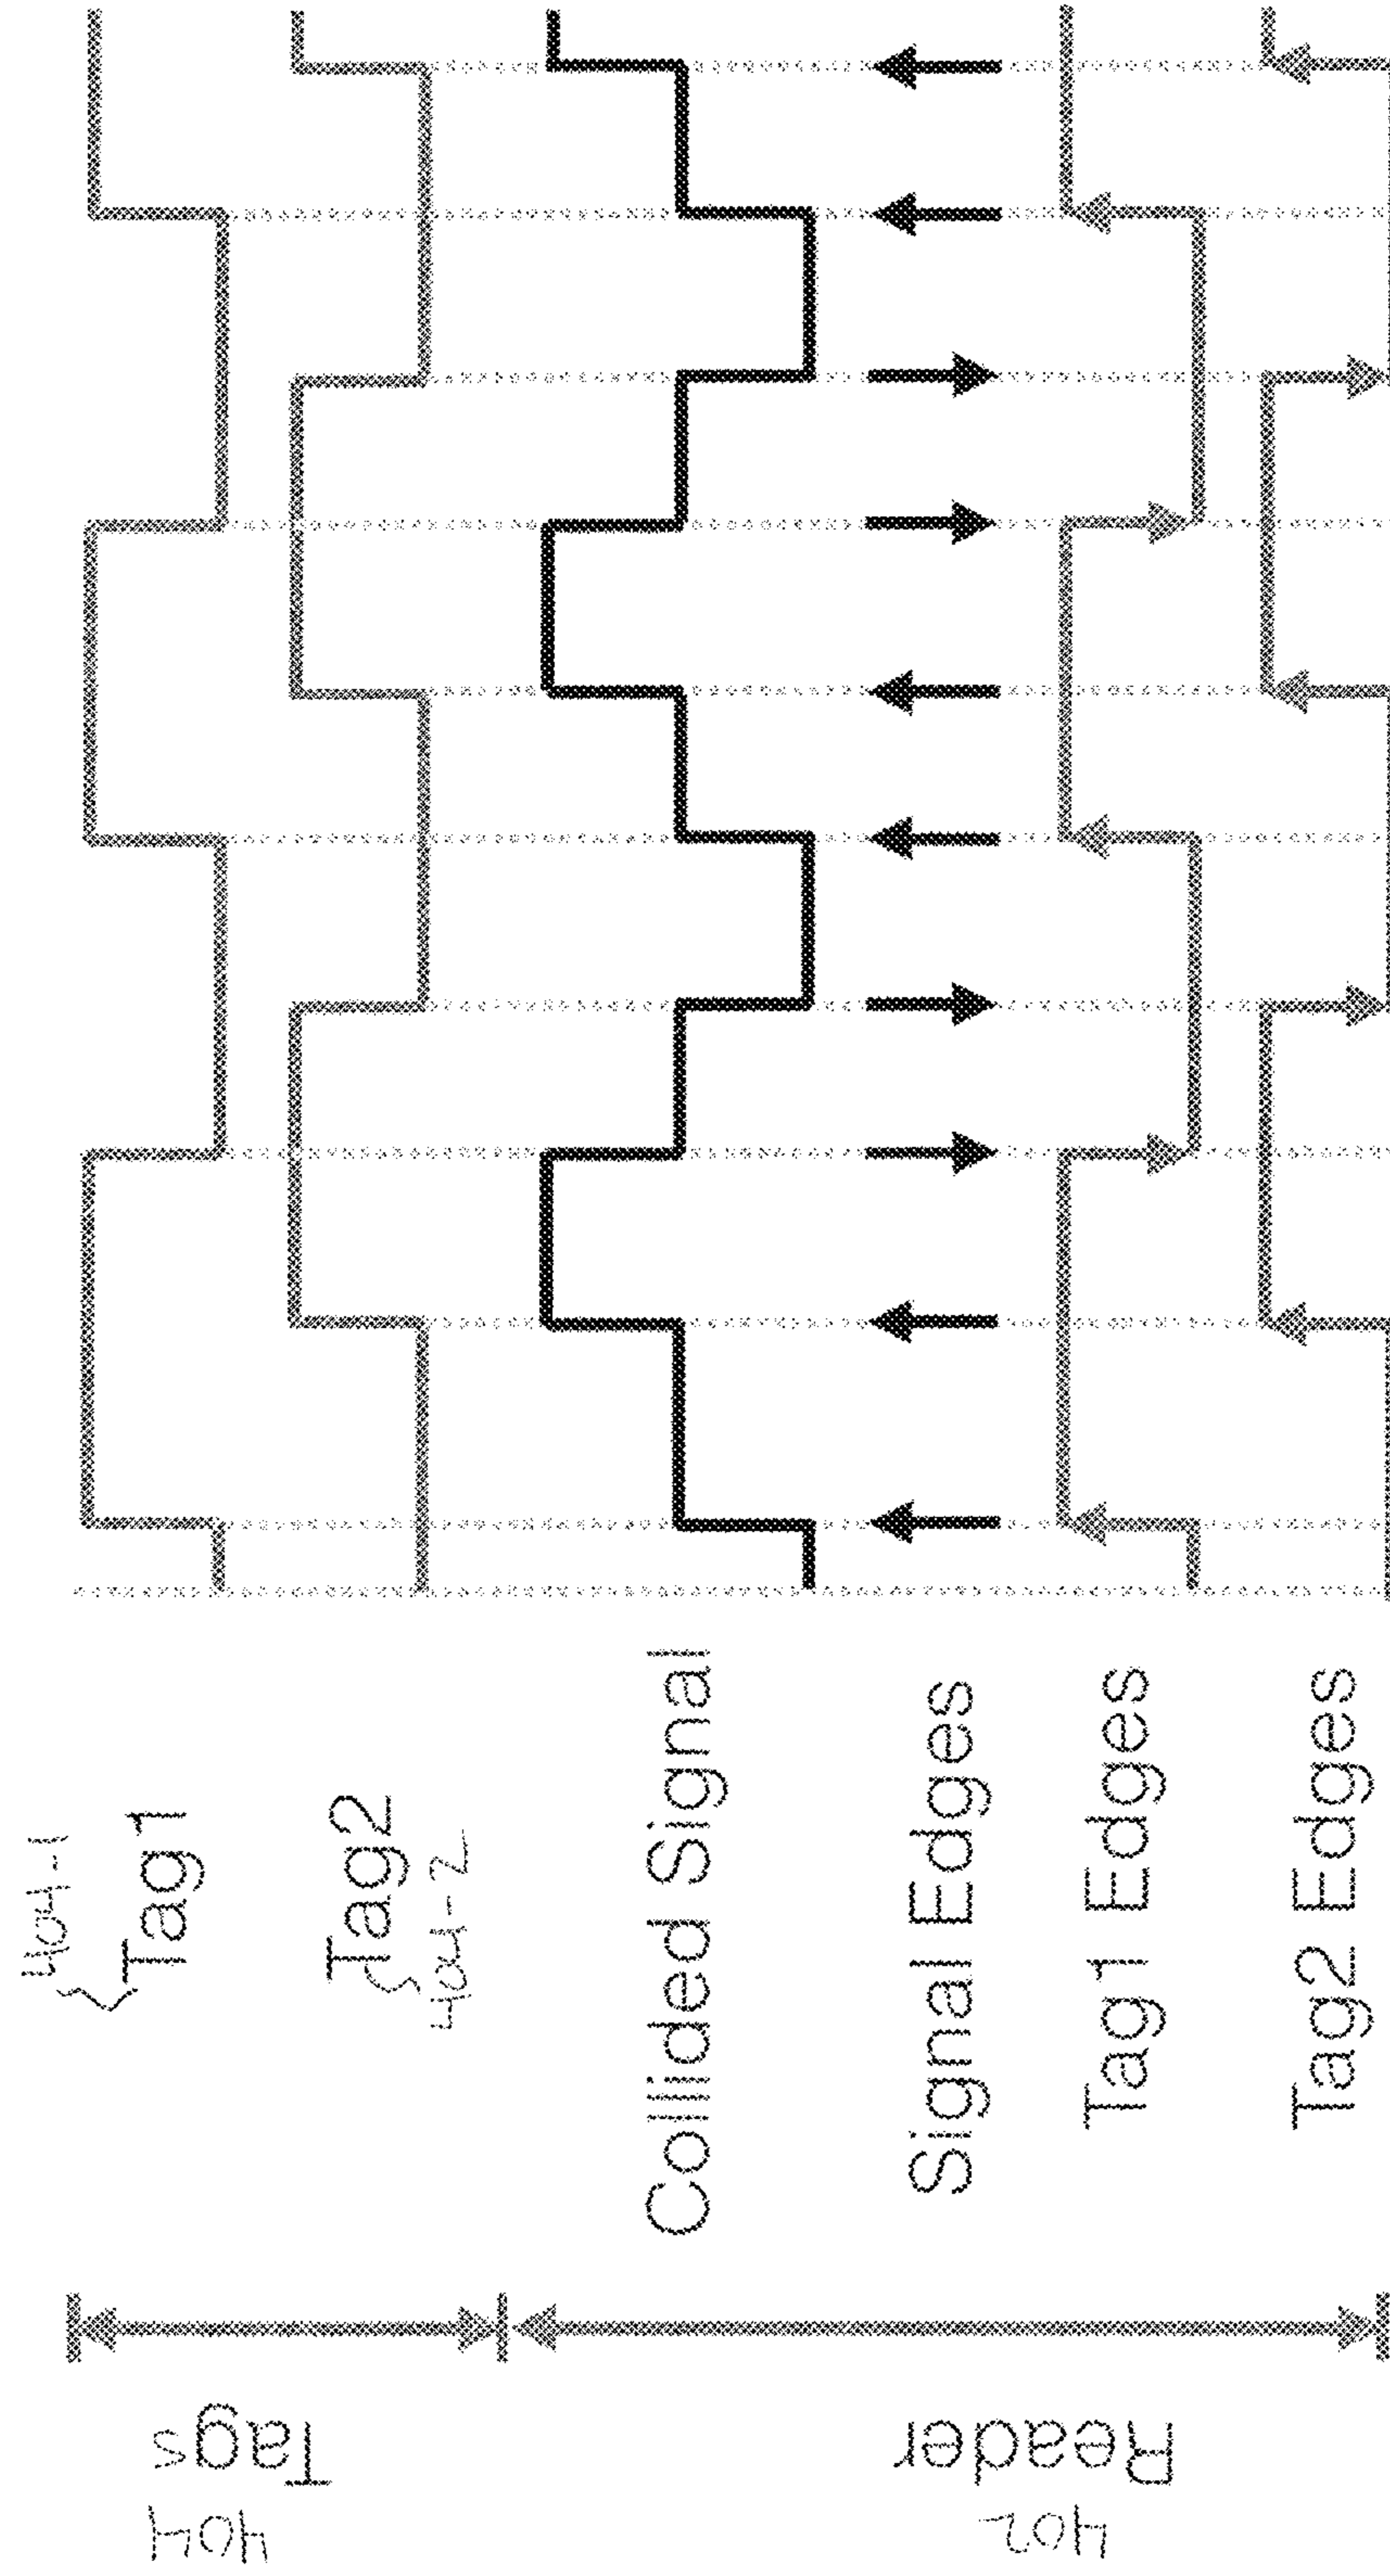 404-1
Tag1
Tag2
404-2
Collided Signal
Signal Edges
Tag1 Edges
Tag2 Edges
Tags
404
Reader
402